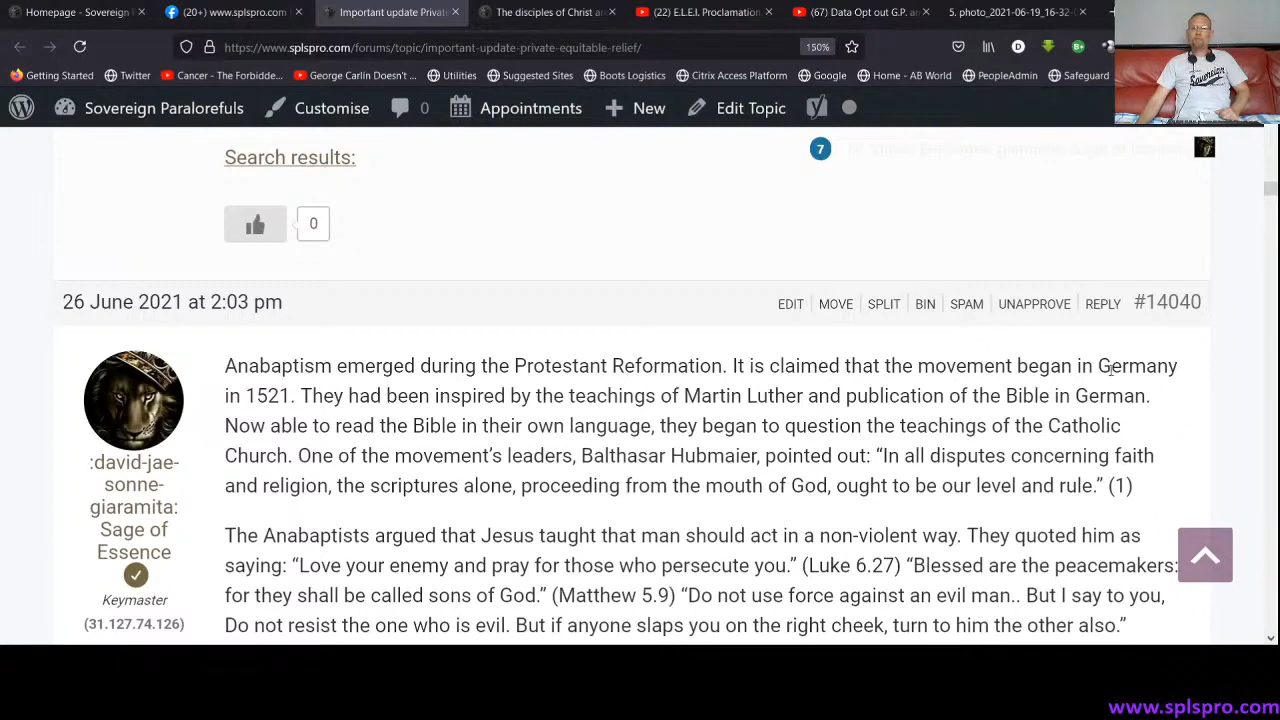 Homepage - Sovereign
(20+) www.splspro.com
Important update Private
The disciples of Christ ar
(22) E.L.E.I. Proclamation
(67) Data Opt out G.P. an
5. photo_2021-06-19_16-32-
https://www.splspro.com/forums/topic/important-update-private-equitable-relief/
150%
Getting Started Twitter Cancer - The Forbidde... George Carlin Doesn't... Utilities Suggested Sites Boots Logistics Citrix Access Platform Google Home - AB World PeopleAdmin Safeguard
Sovereign
Sovereign Paralorefuls Customise 0 Appointments New Edit Topic
Search results:
7
0
26 June 2021 at 2:03 pm
EDIT MOVE SPLIT BIN SPAM UNAPPROVE REPLY #14040
:david-jae-
sonne-
giaramita:
Sage of
Essence
Keymaster
(31.127.74.126)
Anabaptism emerged during the Protestant Reformation. It is claimed that the movement began in Germany
in 1521. They had been inspired by the teachings of Martin Luther and publication of the Bible in German.
Now able to read the Bible in their own language, they began to question the teachings of the Catholic
Church. One of the movement's leaders, Balthasar Hubmaier, pointed out: “In all disputes concerning faith
and religion, the scriptures alone, proceeding from the mouth of God, ought to be our level and rule.” (1)
The Anabaptists argued that Jesus taught that man should act in a non-violent way. They quoted him as
saying: “Love your enemy and pray for those who persecute you.” (Luke 6.27) “Blessed are the peacemakers:
for they shall be called sons of God.” (Matthew 5.9) “Do not use force against an evil man.. But I say to you,
Do not resist the one who is evil. But if anyone slaps you on the right cheek, turn to him the other also.”
www.splspro.com